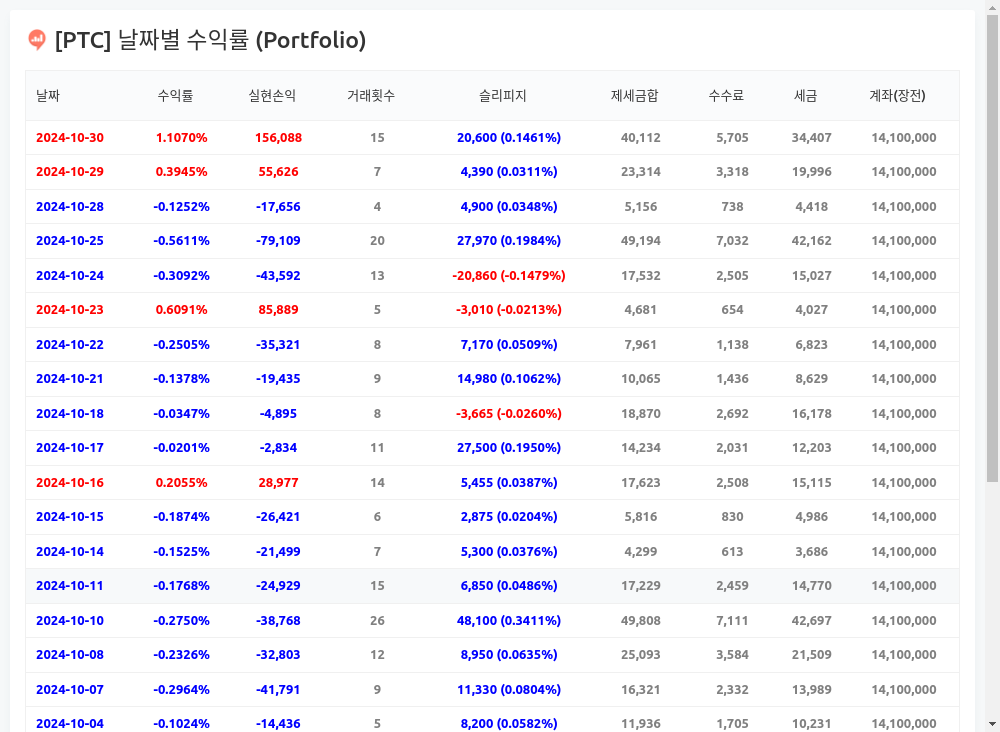 [PTC] 날짜별 수익률 (Portfolio)
날짜 수익률 실현손익 거래횟수 슬리피지 제세금합 수수료 세금 계좌(장전)
2024-10-30 1.1070% 156,088 15 20,600 (0.1461%) 40,112 5,705 34,407 14,100,000
2024-10-29 0.3945% 55,626 7 4,390 (0.0311%) 23,314 3,318 19,996 14,100,000
2024-10-28 -0.1252% -17,656 4 4,900 (0.0348%) 5,156 738 4,418 14,100,000
2024-10-25 -0.5611% -79,109 20 27,970 (0.1984%) 49,194 7,032 42,162 14,100,000
2024-10-24 -0.3092% -43,592 13 -20,860 (-0.1479%) 17,532 2,505 15,027 14,100,000
2024-10-23 0.6091% 85,889 5 -3,010 (-0.0213%) 4,681 654 4,027 14,100,000
2024-10-22 -0.2505% -35,321 8 7,170 (0.0509%) 7,961 1,138 6,823 14,100,000
2024-10-21 -0.1378% -19,435 9 14,980 (0.1062%) 10,065 1,436 8,629 14,100,000
2024-10-18 -0.0347% -4,895 8 -3,665 (-0.0260%) 18,870 2,692 16,178 14,100,000
2024-10-17 -0.0201% -2,834 11 27,500 (0.1950%) 14,234 2,031 12,203 14,100,000
2024-10-16 0.2055% 28,977 14 5,455 (0.0387%) 17,623 2,508 15,115 14,100,000
2024-10-15 -0.1874% -26,421 6 2,875 (0.0204%) 5,816 830 4,986 14,100,000
2024-10-14 -0.1525% -21,499 7 5,300 (0.0376%) 4,299 613 3,686 14,100,000
2024-10-11 -0.1768% -24,929 15 6,850 (0.0486%) 17,229 2,459 14,770 14,100,000
2024-10-10 -0.2750% -38,768 26 48,100 (0.3411%) 49,808 7,111 42,697 14,100,000
2024-10-08 -0.2326% -32,803 12 8,950 (0.0635%) 25,093 3,584 21,509 14,100,000
2024-10-07 -0.2964% -41,791 9 11,330 (0.0804%) 16,321 2,332 13,989 14,100,000
2024-10-04 -0.1024% -14,436 5 8,200 (0.0582%) 11,936 1,705 10,231 14,100,000